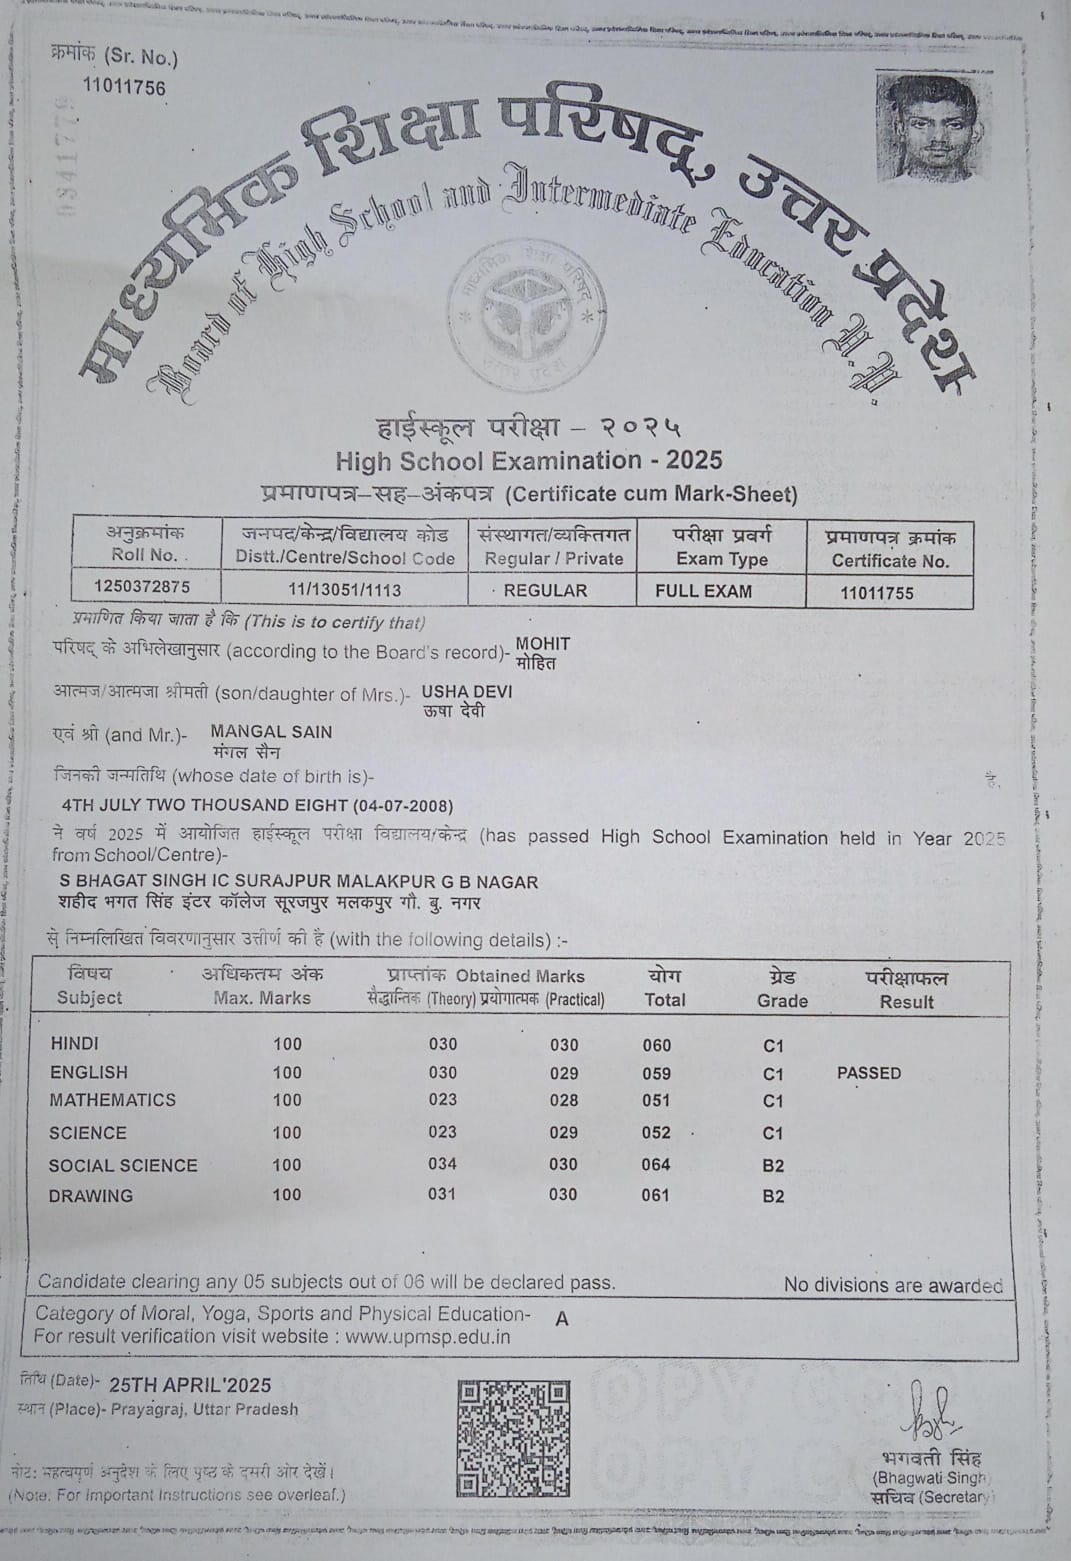 क्रमांक (Sr. No.)
11011756
0341779
माध्यमिक शिक्षा परिषद्, उत्तर प्रदेश
Board of High School and Intermediate Education U.P.
माध्यमिक शिक्षा परिषद्
हाईस्कूल परीक्षा – २०२५
High School Examination - 2025
प्रमाणपत्र–सह–अंकपत्र (Certificate cum Mark-Sheet)
अनुक्रमांक जनपद/केन्द्र/विद्यालय कोड संस्थागत/व्यक्तिगत परीक्षा प्रवर्ग प्रमाणपत्र क्रमांक
Roll No. Distt./Centre/School Code Regular / Private Exam Type Certificate No.
1250372875 11/13051/1113 REGULAR FULL EXAM 11011755
प्रमाणित किया जाता है कि (This is to certify that)
परिषद् के अभिलेखानुसार (according to the Board's record)- MOHIT
मोहित
आत्मज/आत्मजा श्रीमती (son/daughter of Mrs.)- USHA DEVI
ऊषा देवी
एवं श्री (and Mr.)- MANGAL SAIN
मंगल सैन
जिनकी जन्मतिथि (whose date of birth is)- है,
4TH JULY TWO THOUSAND EIGHT (04-07-2008)
ने वर्ष 2025 में आयोजित हाईस्कूल परीक्षा विद्यालय/केन्द्र (has passed High School Examination held in Year 2025
from School/Centre)-
S BHAGAT SINGH IC SURAJPUR MALAKPUR G B NAGAR
शहीद भगत सिंह इंटर कॉलेज सूरजपुर मलकपुर गौ. बु. नगर
से निम्नलिखित विवरणानुसार उत्तीर्ण की है (with the following details) :-
विषय अधिकतम अंक प्राप्तांक Obtained Marks योग ग्रेड परीक्षाफल
Subject Max. Marks सैद्धान्तिक (Theory) प्रयोगात्मक (Practical) Total Grade Result
HINDI 100 030 030 060 C1
ENGLISH 100 030 029 059 C1 PASSED
MATHEMATICS 100 023 028 051 C1
SCIENCE 100 023 029 052 C1
SOCIAL SCIENCE 100 034 030 064 B2
DRAWING 100 031 030 061 B2
Candidate clearing any 05 subjects out of 06 will be declared pass. No divisions are awarded
Category of Moral, Yoga, Sports and Physical Education- A
For result verification visit website : www.upmsp.edu.in
तिथि (Date)- 25TH APRIL'2025
स्थान (Place)- Prayagraj, Uttar Pradesh
भगवती सिंह
(Bhagwati Singh)
सचिव (Secretary)
नोट: महत्वपूर्ण अनुदेश के लिए पृष्ठ के दूसरी ओर देखें।
(Note: For Important Instructions see overleaf.)